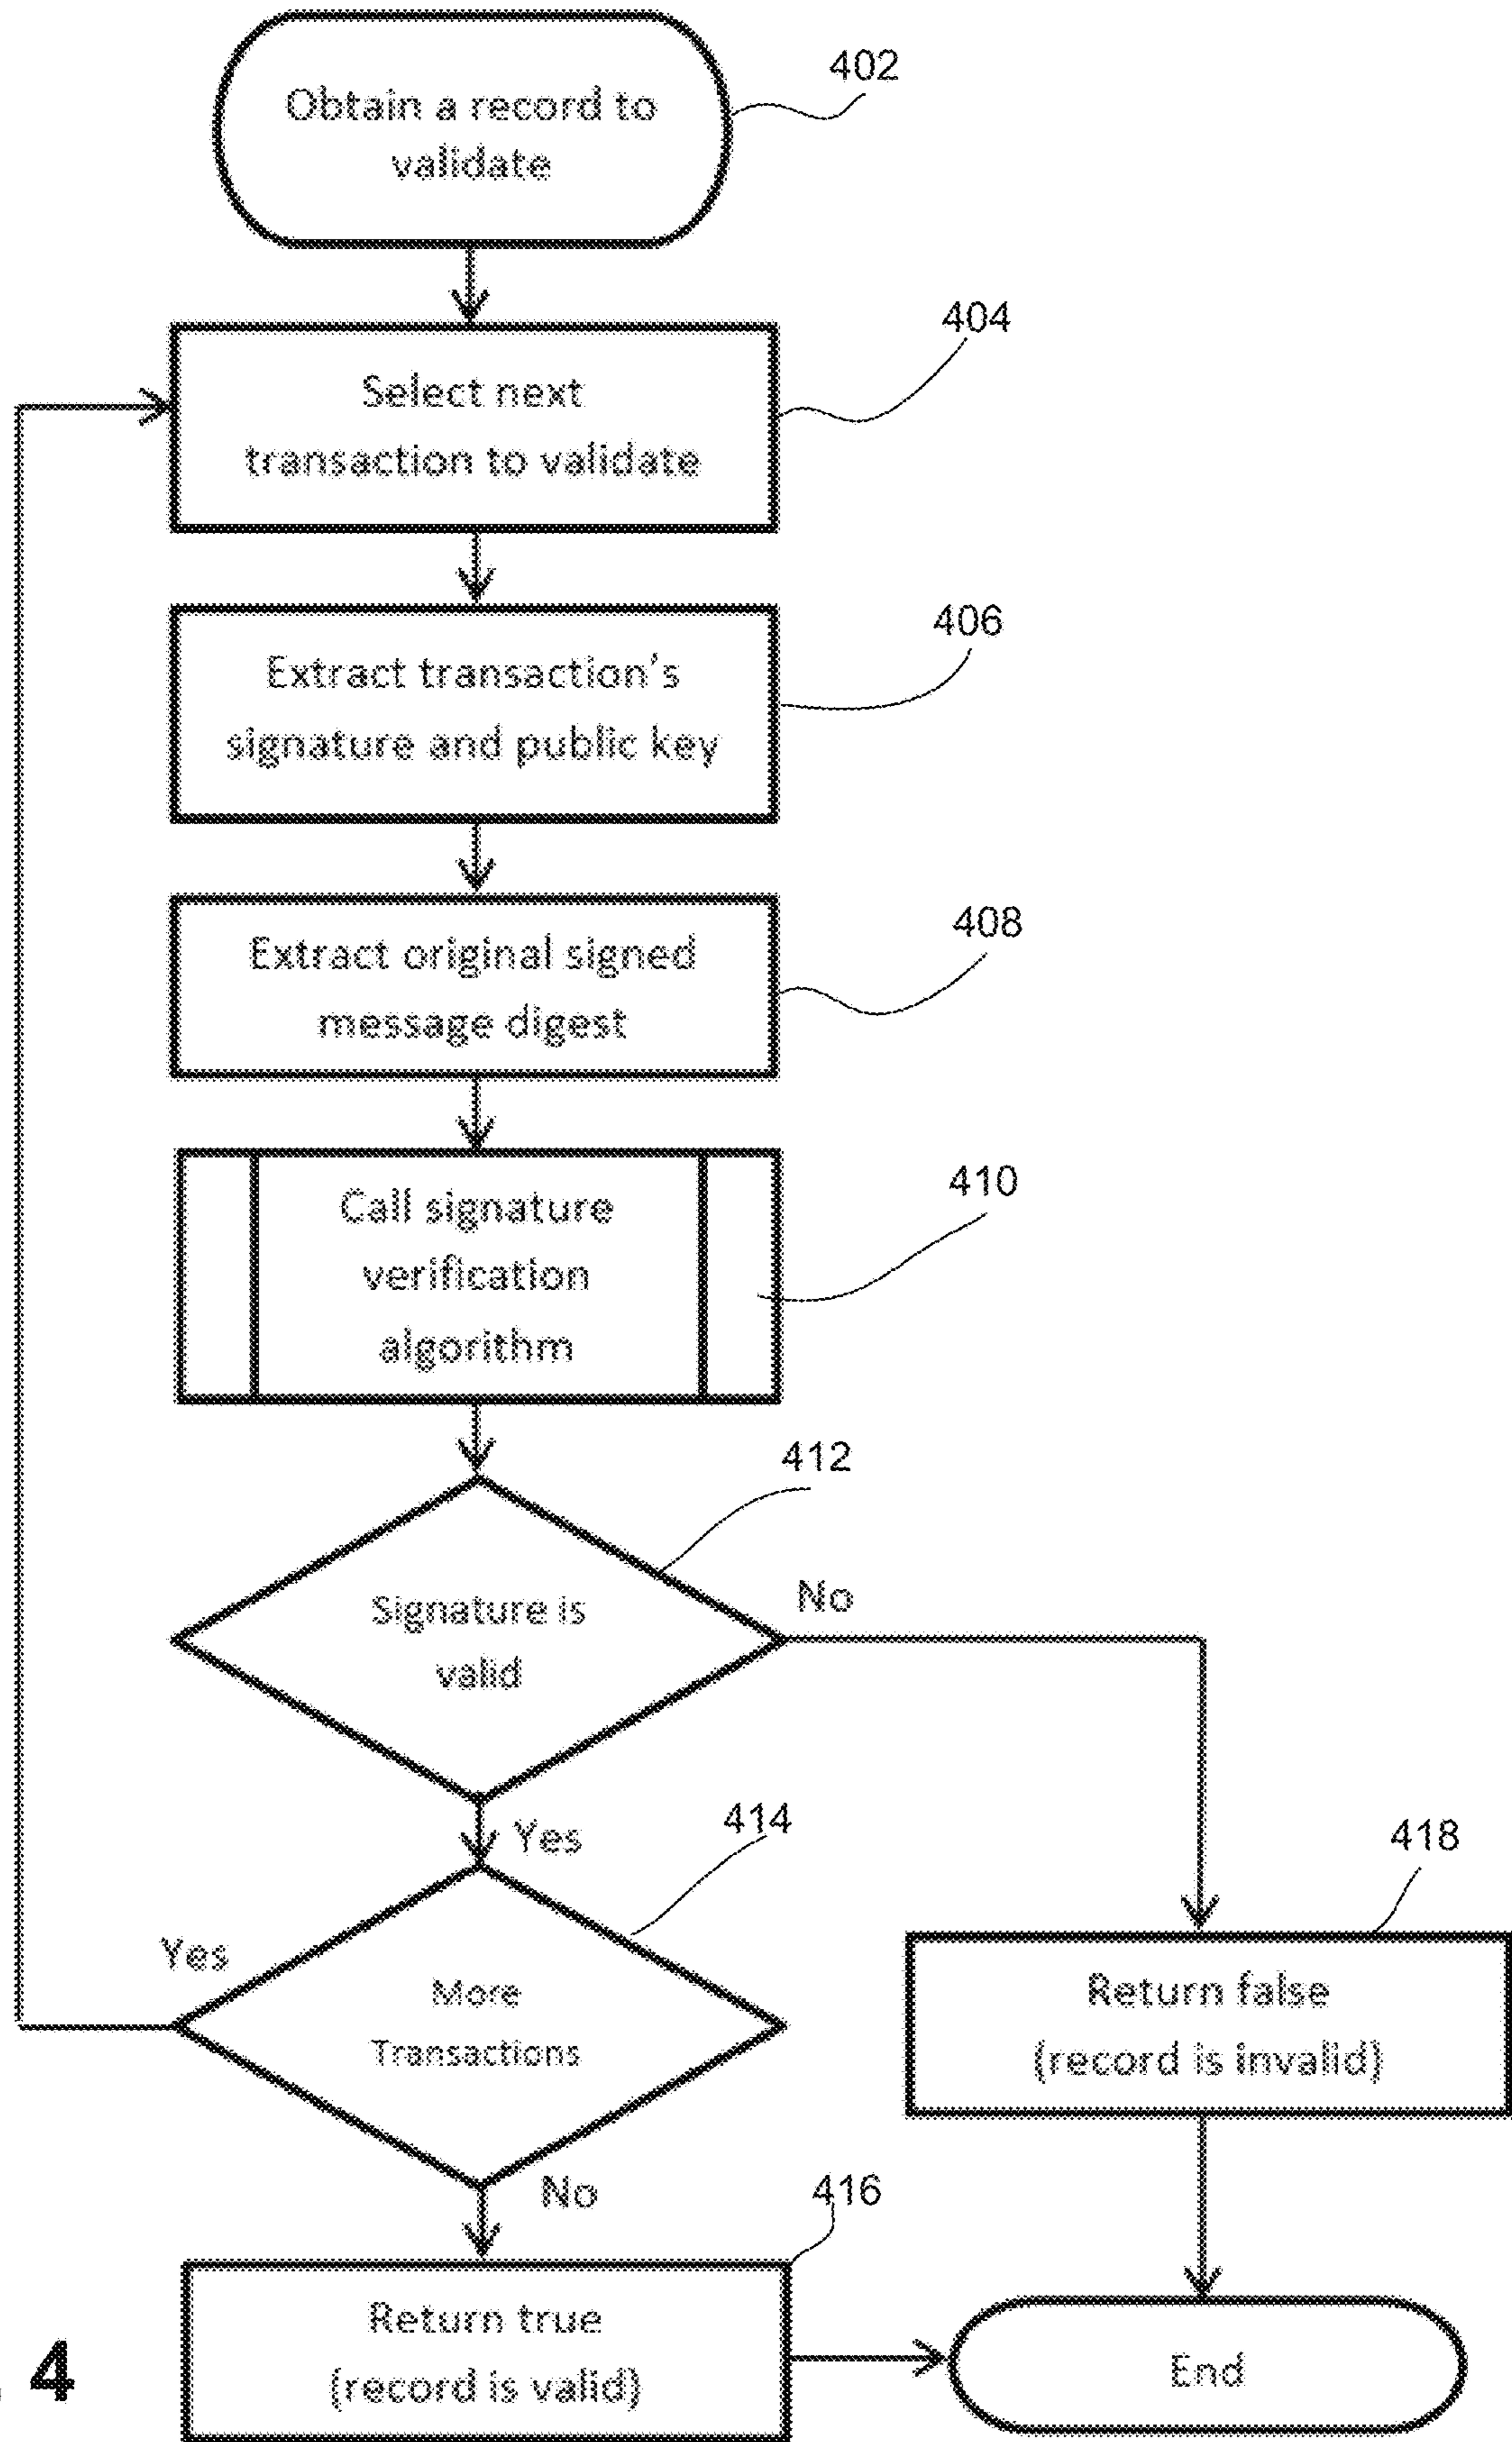 402
Obtain a record to
validate
404
Select next
transaction to validate
406
Extract transaction's
signature and public key
408
Extract original signed
message digest
410
Call signature
verification
algorithm
412
Signature is
valid
No
Yes
414
418
Yes
More
Transactions
Return false
(record is invalid)
No
416
Return true
(record is valid)
End
4